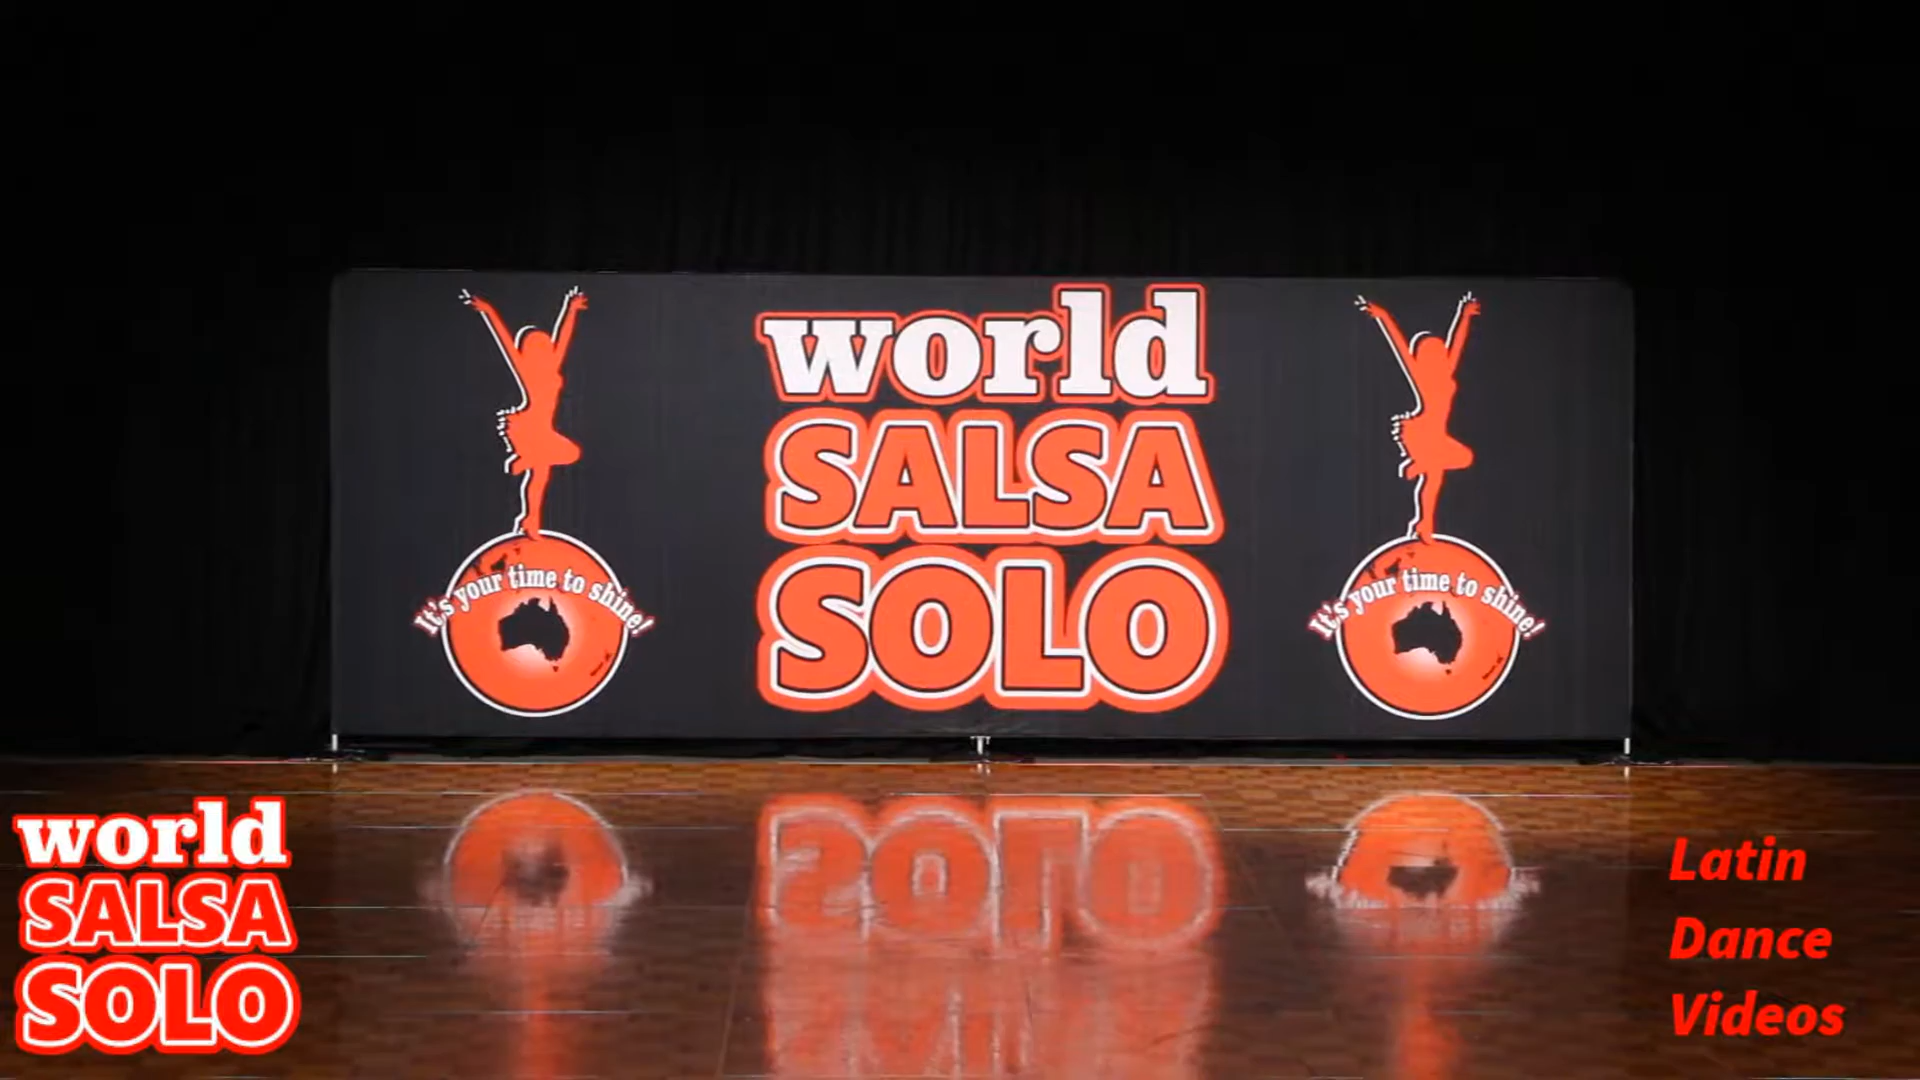 world
SALSA
SOLO
It's your time to shine!
It's your time to shine!
world
SALSA
SOLO
Latin
Dance
Videos